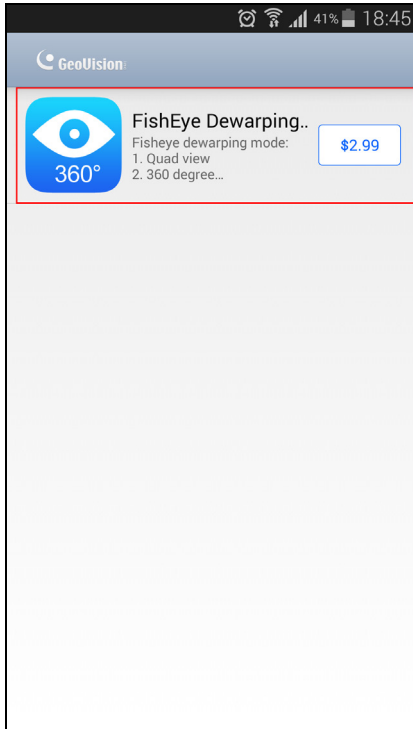 41% 18:45
GeoVision
FishEye Dewarping..
Fisheye dewarping mode:
1. Quad view
2. 360 degree...
$2.99
360°